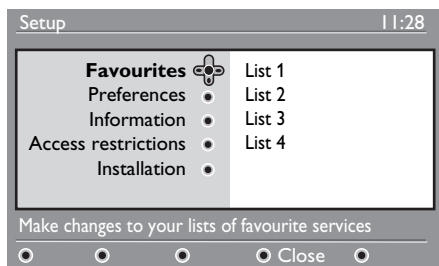 Setup 11:28
Favourites List 1
Preferences List 2
Information List 3
Access restrictions List 4
Installation
Make changes to your lists of favourite services
Close